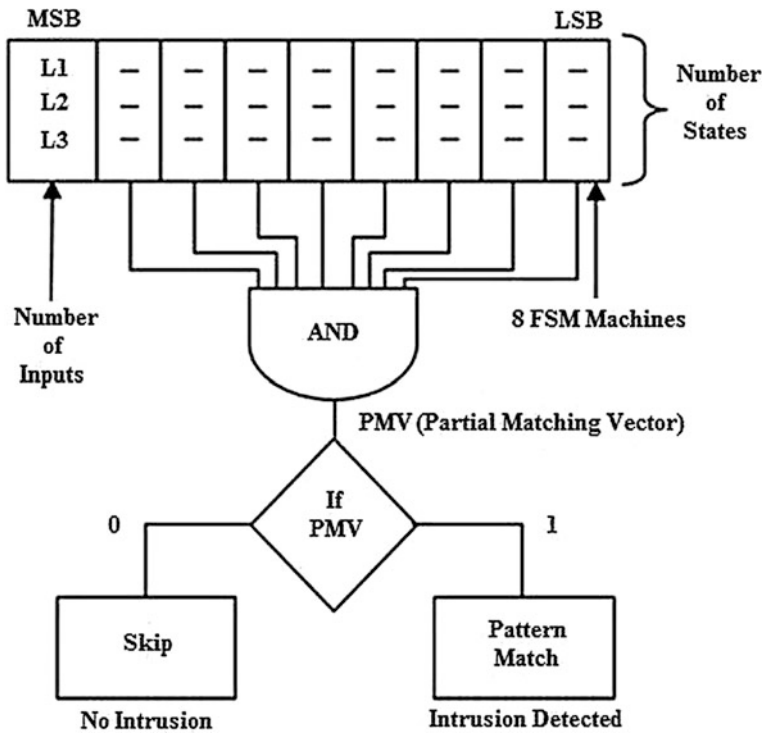 MSB LSB
L1 — — — — — — — —
L2 — — — — — — — —
L3 — — — — — — — —
Number
of
States
Number
of
Inputs
8 FSM Machines
AND
PMV (Partial Matching Vector)
If
PMV
0
1
Skip
Pattern
Match
No Intrusion
Intrusion Detected